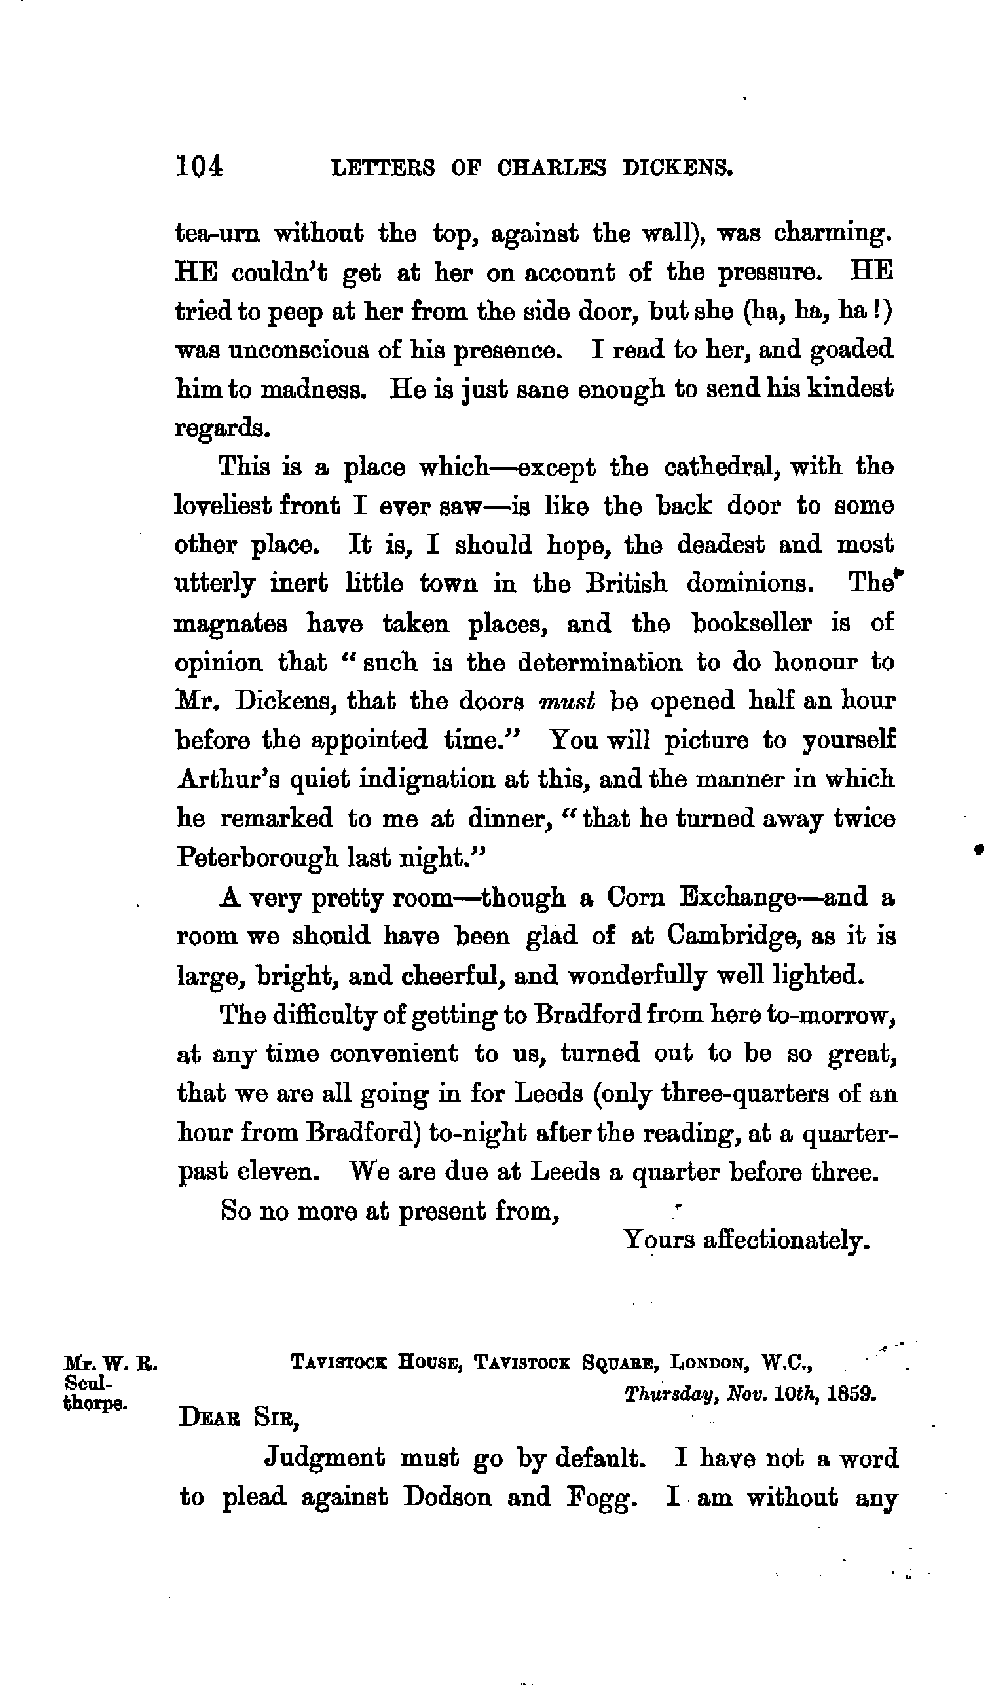 104 LETTERS OF CHARLES DICKENS.
tea-urn without the top, against the wall), was charming.
HE couldn't get at her on account of the pressure. HE
tried to peep at her from the side door, but she (ha, ha, ha!)
was unconscious of his presence. I read to her, and goaded
him to madness. He is just sane enough to send his kindest
regards.
This is a place which—except the cathedral, with the
loveliest front I ever saw—is like the back door to some
other place. It is, I should hope, the deadest and most
utterly inert little town in the British dominions. The
magnates have taken places, and the bookseller is of
opinion that “such is the determination to do honour to
Mr. Dickens, that the doors must be opened half an hour
before the appointed time.” You will picture to yourself
Arthur's quiet indignation at this, and the manner in which
he remarked to me at dinner, “that he turned away twice
Peterborough last night.”
A very pretty room—though a Corn Exchange—and a
room we should have been glad of at Cambridge, as it is
large, bright, and cheerful, and wonderfully well lighted.
The difficulty of getting to Bradford from here to-morrow,
at any time convenient to us, turned out to be so great,
that we are all going in for Leeds (only three-quarters of an
hour from Bradford) to-night after the reading, at a quarter-
past eleven. We are due at Leeds a quarter before three.
So no more at present from,
Yours affectionately.
Mr. W. R.
Scul-
thorpe.
TAVISTOCK HOUSE, TAVISTOCK SQUARE, LONDON, W.C.,
Thursday, Nov. 10th, 1859.
DEAR SIR,
Judgment must go by default. I have not a word
to plead against Dodson and Fogg. I am without any